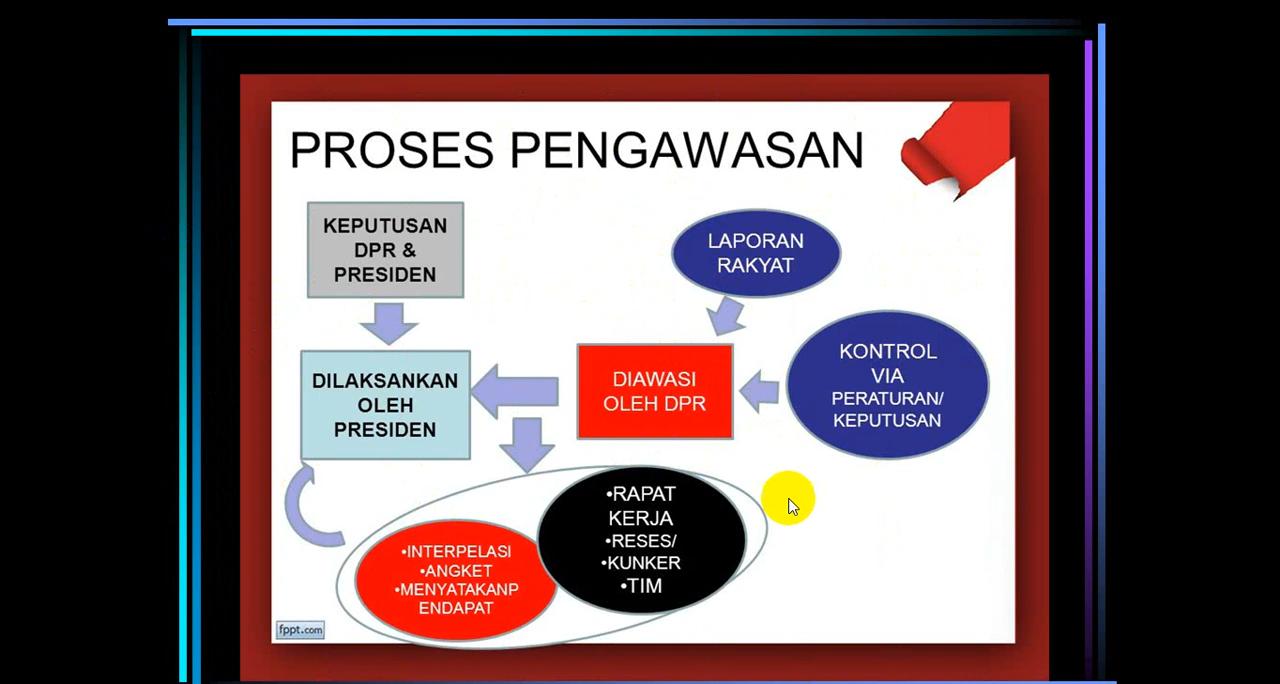 PROSES PENGAWASAN
KEPUTUSAN
DPR &
PRESIDEN
LAPORAN
RAKYAT
DILAKSANKAN
OLEH
PRESIDEN
DIAWASI
OLEH DPR
KONTROL
VIA
PERATURAN/
KEPUTUSAN
•INTERPELASI
•ANGKET
•MENYATAKANP
ENDAPAT
•RAPAT
KERJA
•RESES/
•KUNKER
•TIM
fppt.com